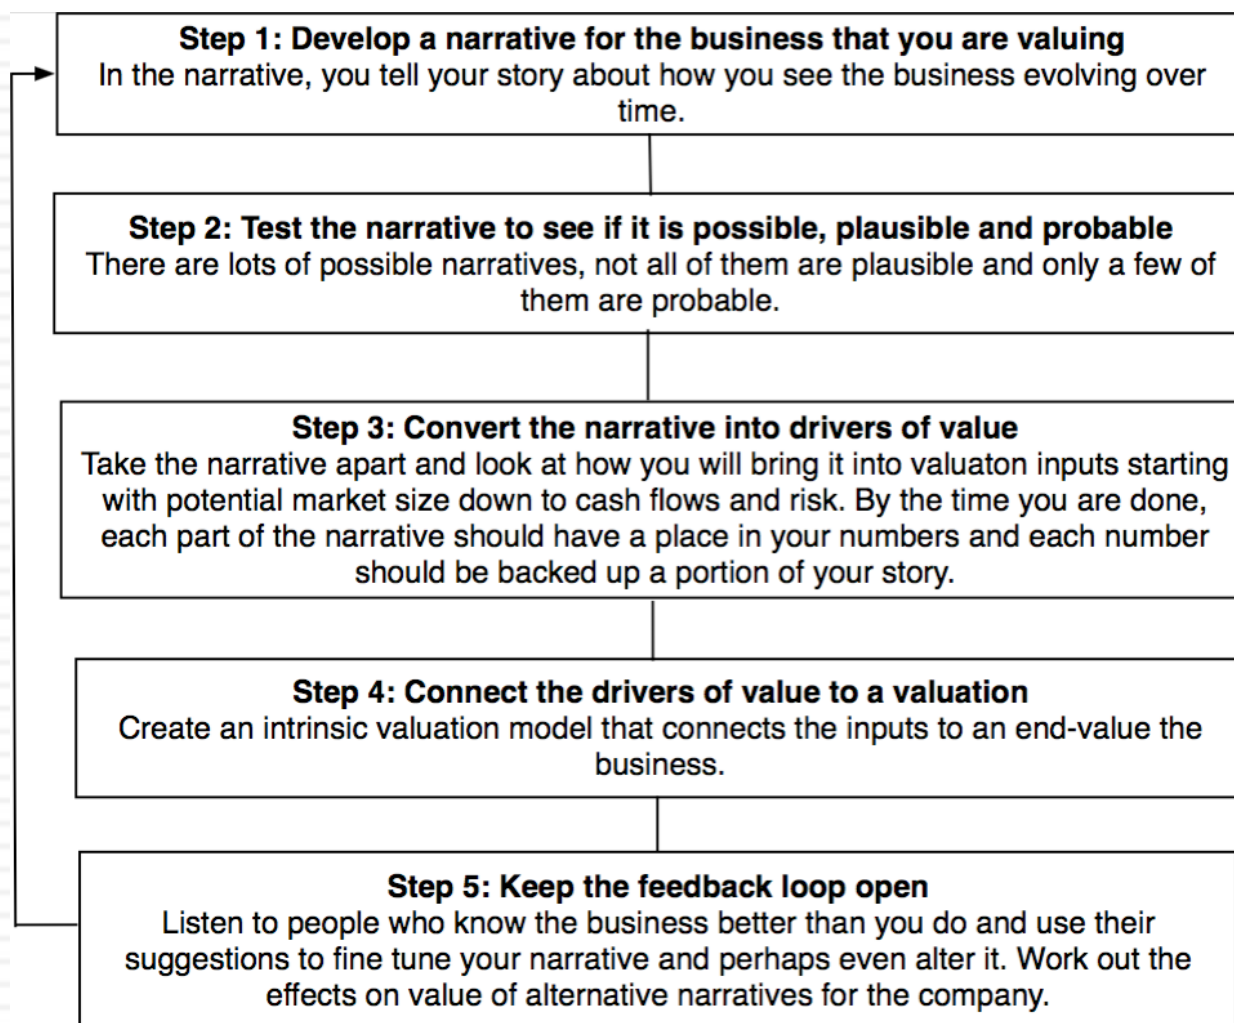 Step 1: Develop a narrative for the business that you are valuing
In the narrative, you tell your story about how you see the business evolving over
time.
Step 2: Test the narrative to see if it is possible, plausible and probable
There are lots of possible narratives, not all of them are plausible and only a few of
them are probable.
Step 3: Convert the narrative into drivers of value
Take the narrative apart and look at how you will bring it into valuaton inputs starting
with potential market size down to cash flows and risk. By the time you are done,
each part of the narrative should have a place in your numbers and each number
should be backed up a portion of your story.
Step 4: Connect the drivers of value to a valuation
Create an intrinsic valuation model that connects the inputs to an end-value the
business.
Step 5: Keep the feedback loop open
Listen to people who know the business better than you do and use their
suggestions to fine tune your narrative and perhaps even alter it. Work out the
effects on value of alternative narratives for the company.